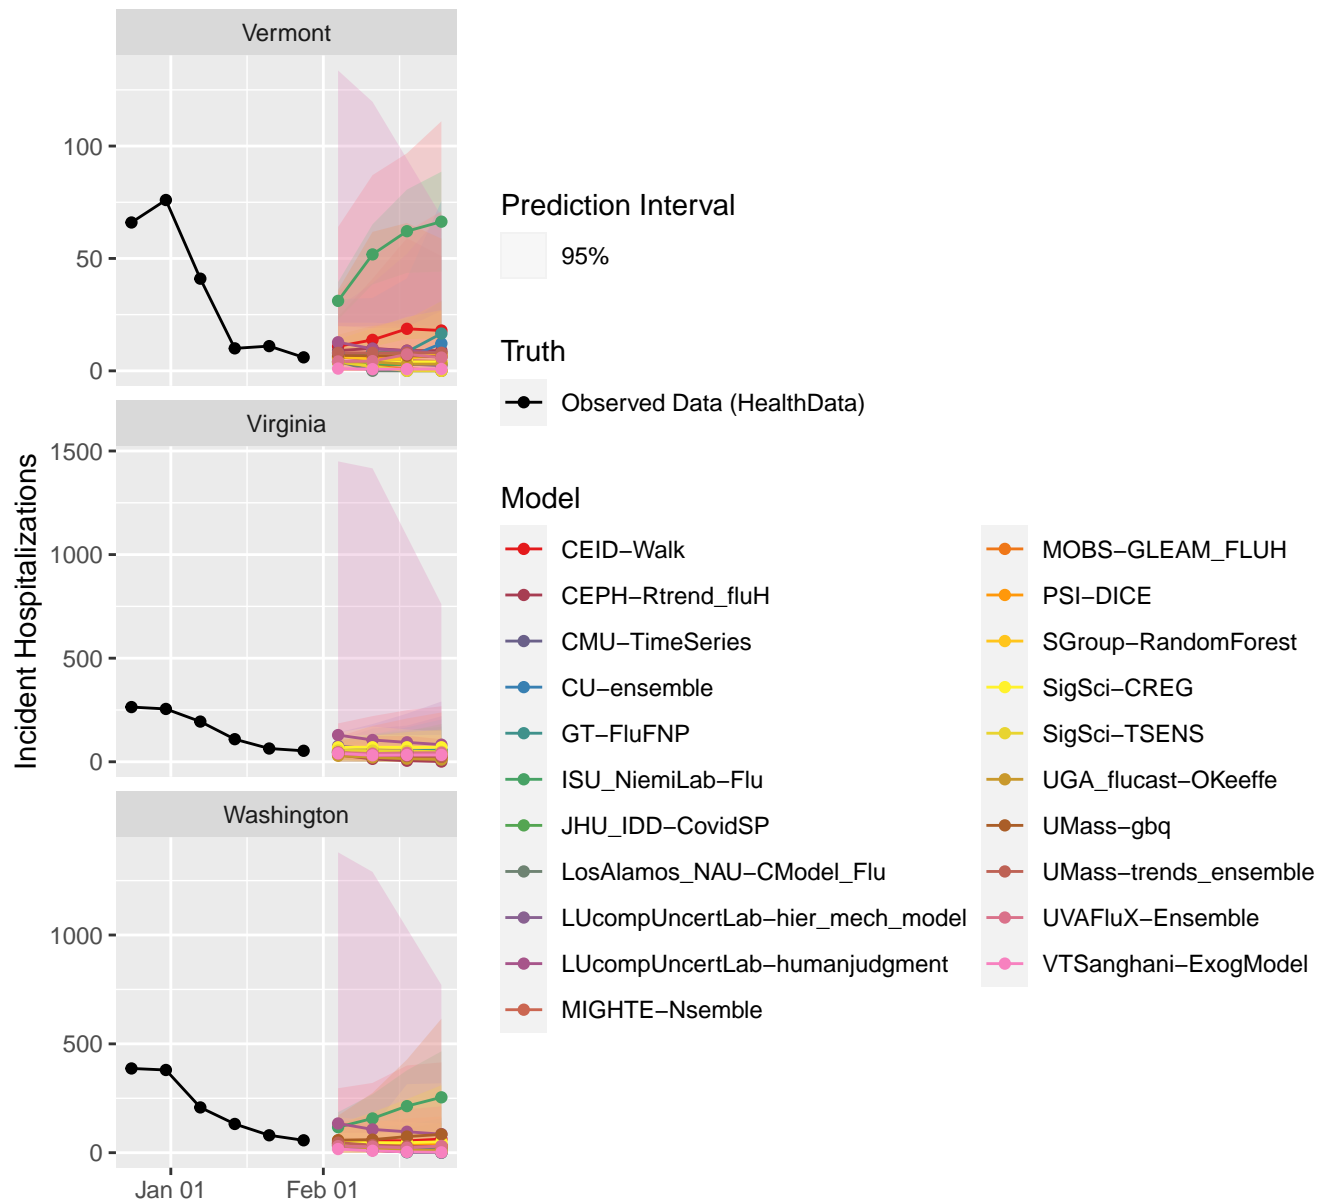 Vermont
100
50
0
Virginia
1500
1000
500
0
Washington
1000
500
0
Jan 01
Feb 01
Incident Hospitalizations
Prediction Interval
95%
Truth
Observed Data (HealthData)
Model
CEID−Walk
CEPH−Rtrend_fluH
CMU−TimeSeries
CU−ensemble
GT−FluFNP
ISU_NiemiLab−Flu
JHU_IDD−CovidSP
LosAlamos_NAU−CModel_Flu
LUcompUncertLab−hier_mech_model
LUcompUncertLab−humanjudgment
MIGHTE−Nsemble
MOBS−GLEAM_FLUH
PSI−DICE
SGroup−RandomForest
SigSci−CREG
SigSci−TSENS
UGA_flucast−OKeeffe
UMass−gbq
UMass−trends_ensemble
UVAFluX−Ensemble
VTSanghani−ExogModel